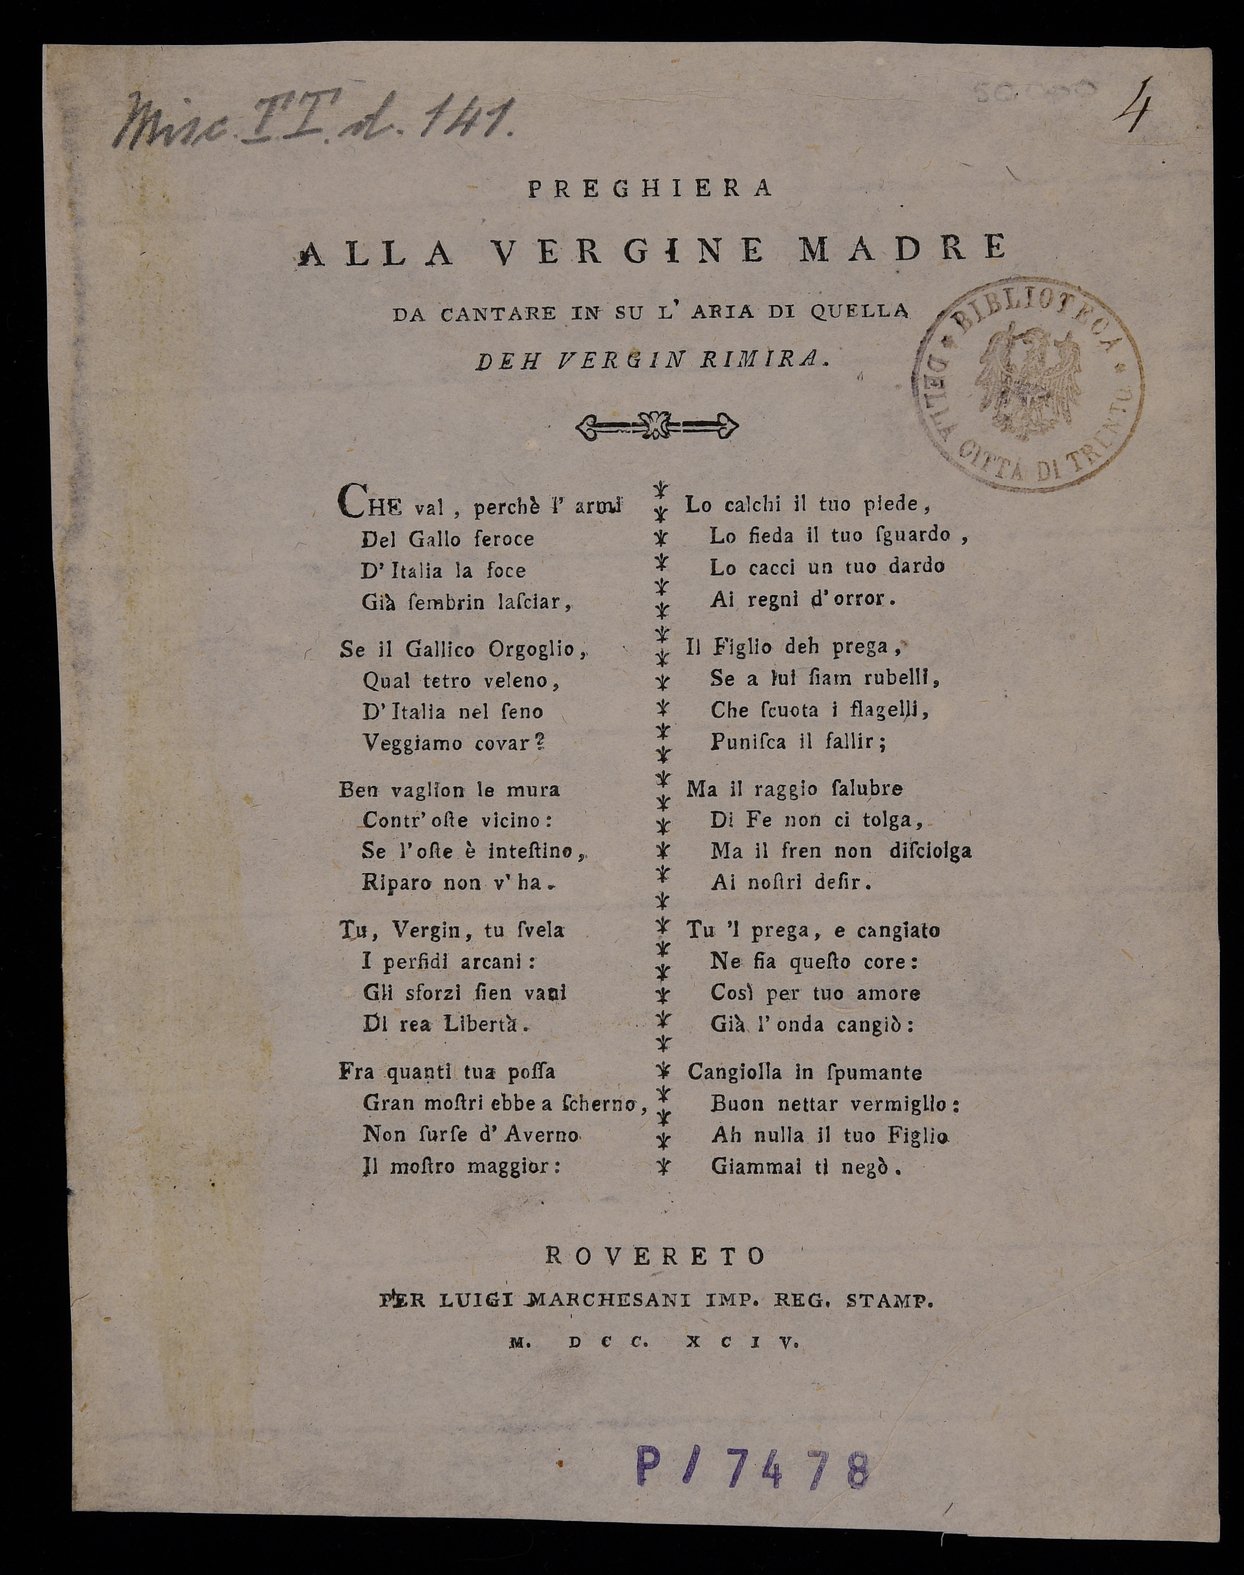 Misc. TT. d. 141.
50.000
4
PREGHIERA
ALLA VERGINE MADRE
DA CANTARE IN SU L' ARIA DI QUELLA
DEH VERGIN RIMIRA.
BIBLIOTECA DELLA CITTÀ DI TRENTO
CHE val, perchè l' armi
Del Gallo feroce
D' Italia la foce
Già ſembrin laſciar,
Se il Gallico Orgoglio,
Qual tetro veleno,
D' Italia nel ſeno
Veggiamo covar?
Ben vaglion le mura
Contr' oſte vicino:
Se l' oſte è inteſtino,
Riparo non v' ha.
Tu, Vergin, tu ſvela
I perfidi arcani:
Gli sforzi ſien vani
Di rea Libertà.
Fra quanti tua poſſa
Gran moſtri ebbe a ſcherno,
Non ſurſe d' Averno
Il moſtro maggior:
Lo calchi il tuo piede,
Lo fieda il tuo ſguardo,
Lo cacci un tuo dardo
Ai regni d' orror.
Il Figlio deh prega,
Se a lui ſiam rubelli,
Che ſcuota i flagelli,
Puniſca il fallir;
Ma il raggio ſalubre
Di Fe non ci tolga,
Ma il fren non diſciolga
Ai noſtri deſir.
Tu 'l prega, e cangiato
Ne fia queſto core:
Così per tuo amore
Già l' onda cangiò:
Cangiolla in ſpumante
Buon nettar vermiglio:
Ah nulla il tuo Figlio
Giammai ti negò.
ROVERETO
PER LUIGI MARCHESANI IMP. REG. STAMP.
M. DCC. XCIV.
P/7478